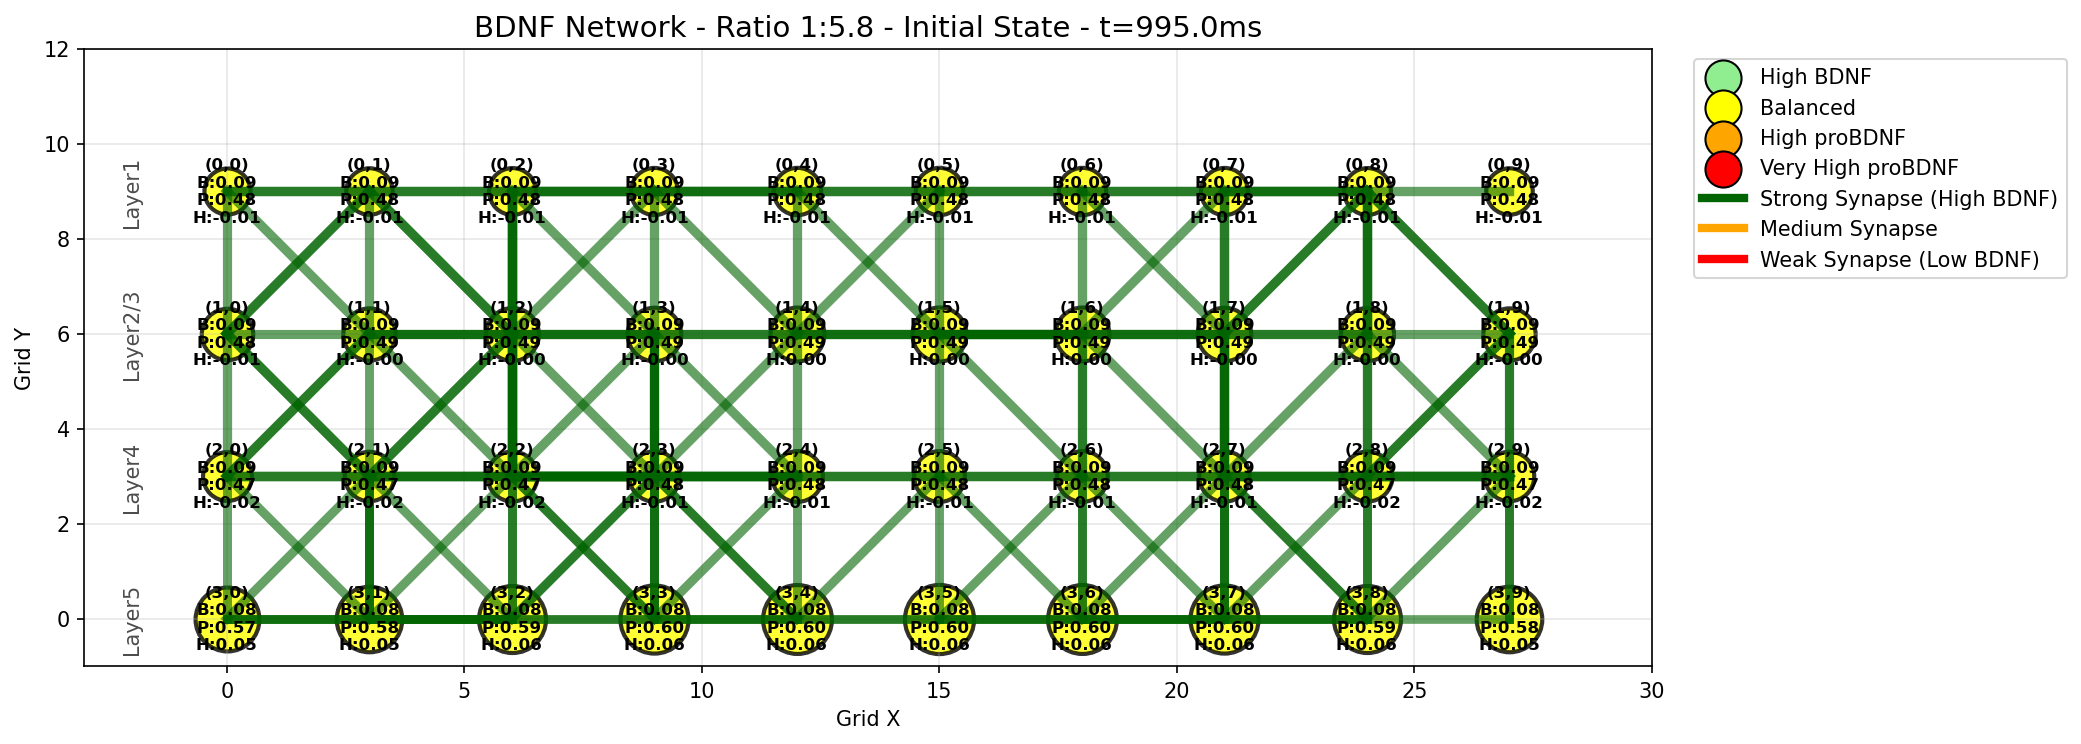 BDNF Network - Ratio 1:5.8 - Initial State - t=995.0ms
12
10
8
6
4
2
0
Grid Y
Layer1
Layer2/3
Layer4
Layer5
(0,0) (0,1) (0,2) (0,3) (0,4) (0,5) (0,6) (0,7) (0,8) (0,9)
B:0.09 B:0.09 B:0.09 B:0.09 B:0.09 B:0.09 B:0.09 B:0.09 B:0.09 B:0.09
P:0.48 P:0.48 P:0.48 P:0.48 P:0.48 P:0.48 P:0.48 P:0.48 P:0.48 P:0.48
H:-0.01 H:-0.01 H:-0.01 H:-0.01 H:-0.01 H:-0.01 H:-0.01 H:-0.01 H:-0.01 H:-0.01
(1,0) (1,1) (1,2) (1,3) (1,4) (1,5) (1,6) (1,7) (1,8) (1,9)
B:0.09 B:0.09 B:0.09 B:0.09 B:0.09 B:0.09 B:0.09 B:0.09 B:0.09 B:0.09
P:0.48 P:0.49 P:0.49 P:0.49 P:0.49 P:0.49 P:0.49 P:0.49 P:0.49 P:0.49
H:-0.01 H:-0.00 H:-0.00 H:-0.00 H:0.00 H:0.00 H:0.00 H:-0.00 H:-0.00 H:-0.00
(2,0) (2,1) (2,2) (2,3) (2,4) (2,5) (2,6) (2,7) (2,8) (2,9)
B:0.09 B:0.09 B:0.09 B:0.09 B:0.09 B:0.09 B:0.09 B:0.09 B:0.09 B:0.09
P:0.47 P:0.47 P:0.47 P:0.48 P:0.48 P:0.48 P:0.48 P:0.48 P:0.47 P:0.47
H:-0.02 H:-0.02 H:-0.02 H:-0.01 H:-0.01 H:-0.01 H:-0.01 H:-0.01 H:-0.02 H:-0.02
(3,0) (3,1) (3,2) (3,3) (3,4) (3,5) (3,6) (3,7) (3,8) (3,9)
B:0.08 B:0.08 B:0.08 B:0.08 B:0.08 B:0.08 B:0.08 B:0.08 B:0.08 B:0.08
P:0.57 P:0.58 P:0.59 P:0.60 P:0.60 P:0.60 P:0.60 P:0.60 P:0.59 P:0.58
H:0.05 H:0.05 H:0.06 H:0.06 H:0.06 H:0.06 H:0.06 H:0.06 H:0.06 H:0.05
0 5 10 15 20 25 30
Grid X
High BDNF
Balanced
High proBDNF
Very High proBDNF
Strong Synapse (High BDNF)
Medium Synapse
Weak Synapse (Low BDNF)